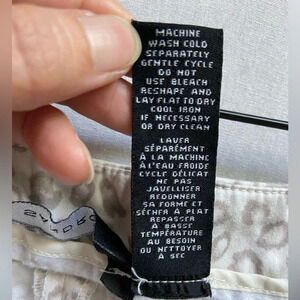 MACHINE
WASH COLD
SEPARATELY
GENTLE CYCLE
DO NOT
USE BLEACH
RESHAPE AND
LAY FLAT TO DRY
COOL IRON
IF NECESSARY
OR DRY CLEAN
LAVER
SÉPARÉMENT
À LA MACHINE
À L'EAU FROIDE
CYCLE DÉLICAT
NE PAS
JAVELLISER
REDONNER
SA FORME ET
SÉCHER À PLAT
REPASSER
À BASSE
TEMPÉRATURE
AU BESOIN
OU NETTOYER
À SEC